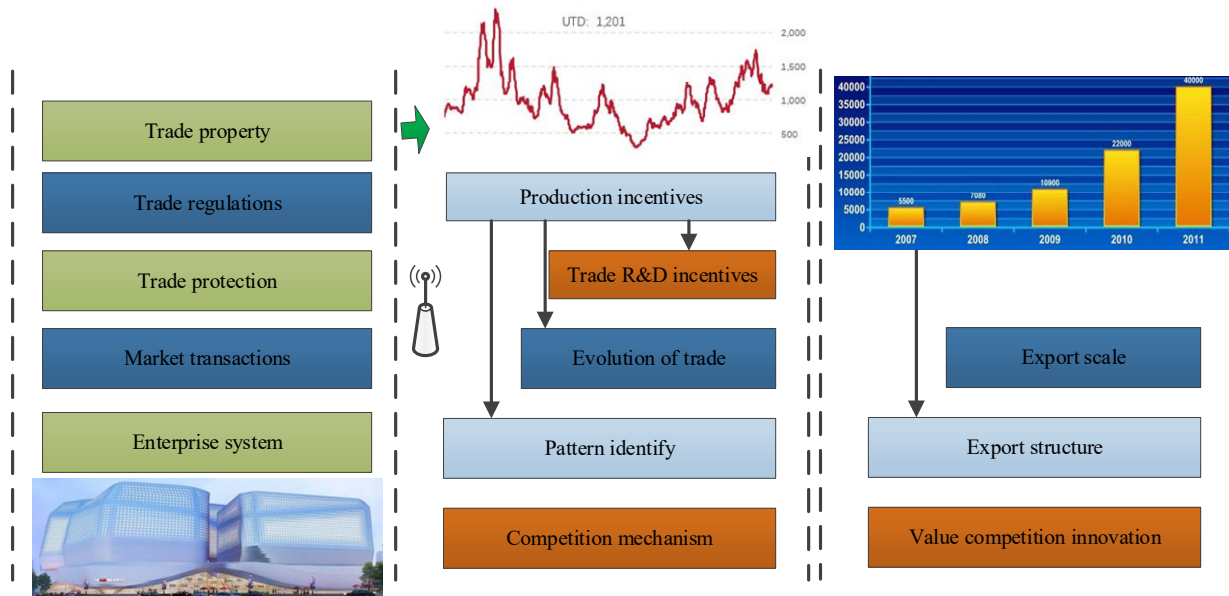 Trade property
Trade regulations
Trade protection
Market transactions
Enterprise system
UTD: 1,201
2,000
1,500
1,000
500
Production incentives
Trade R&D incentives
Evolution of trade
Pattern identify
Competition mechanism
40000
35000
30000
25000
20000
15000
10000
5000
0
5500
7080
10900
22000
40000
2007 2008 2009 2010 2011
Export scale
Export structure
Value competition innovation